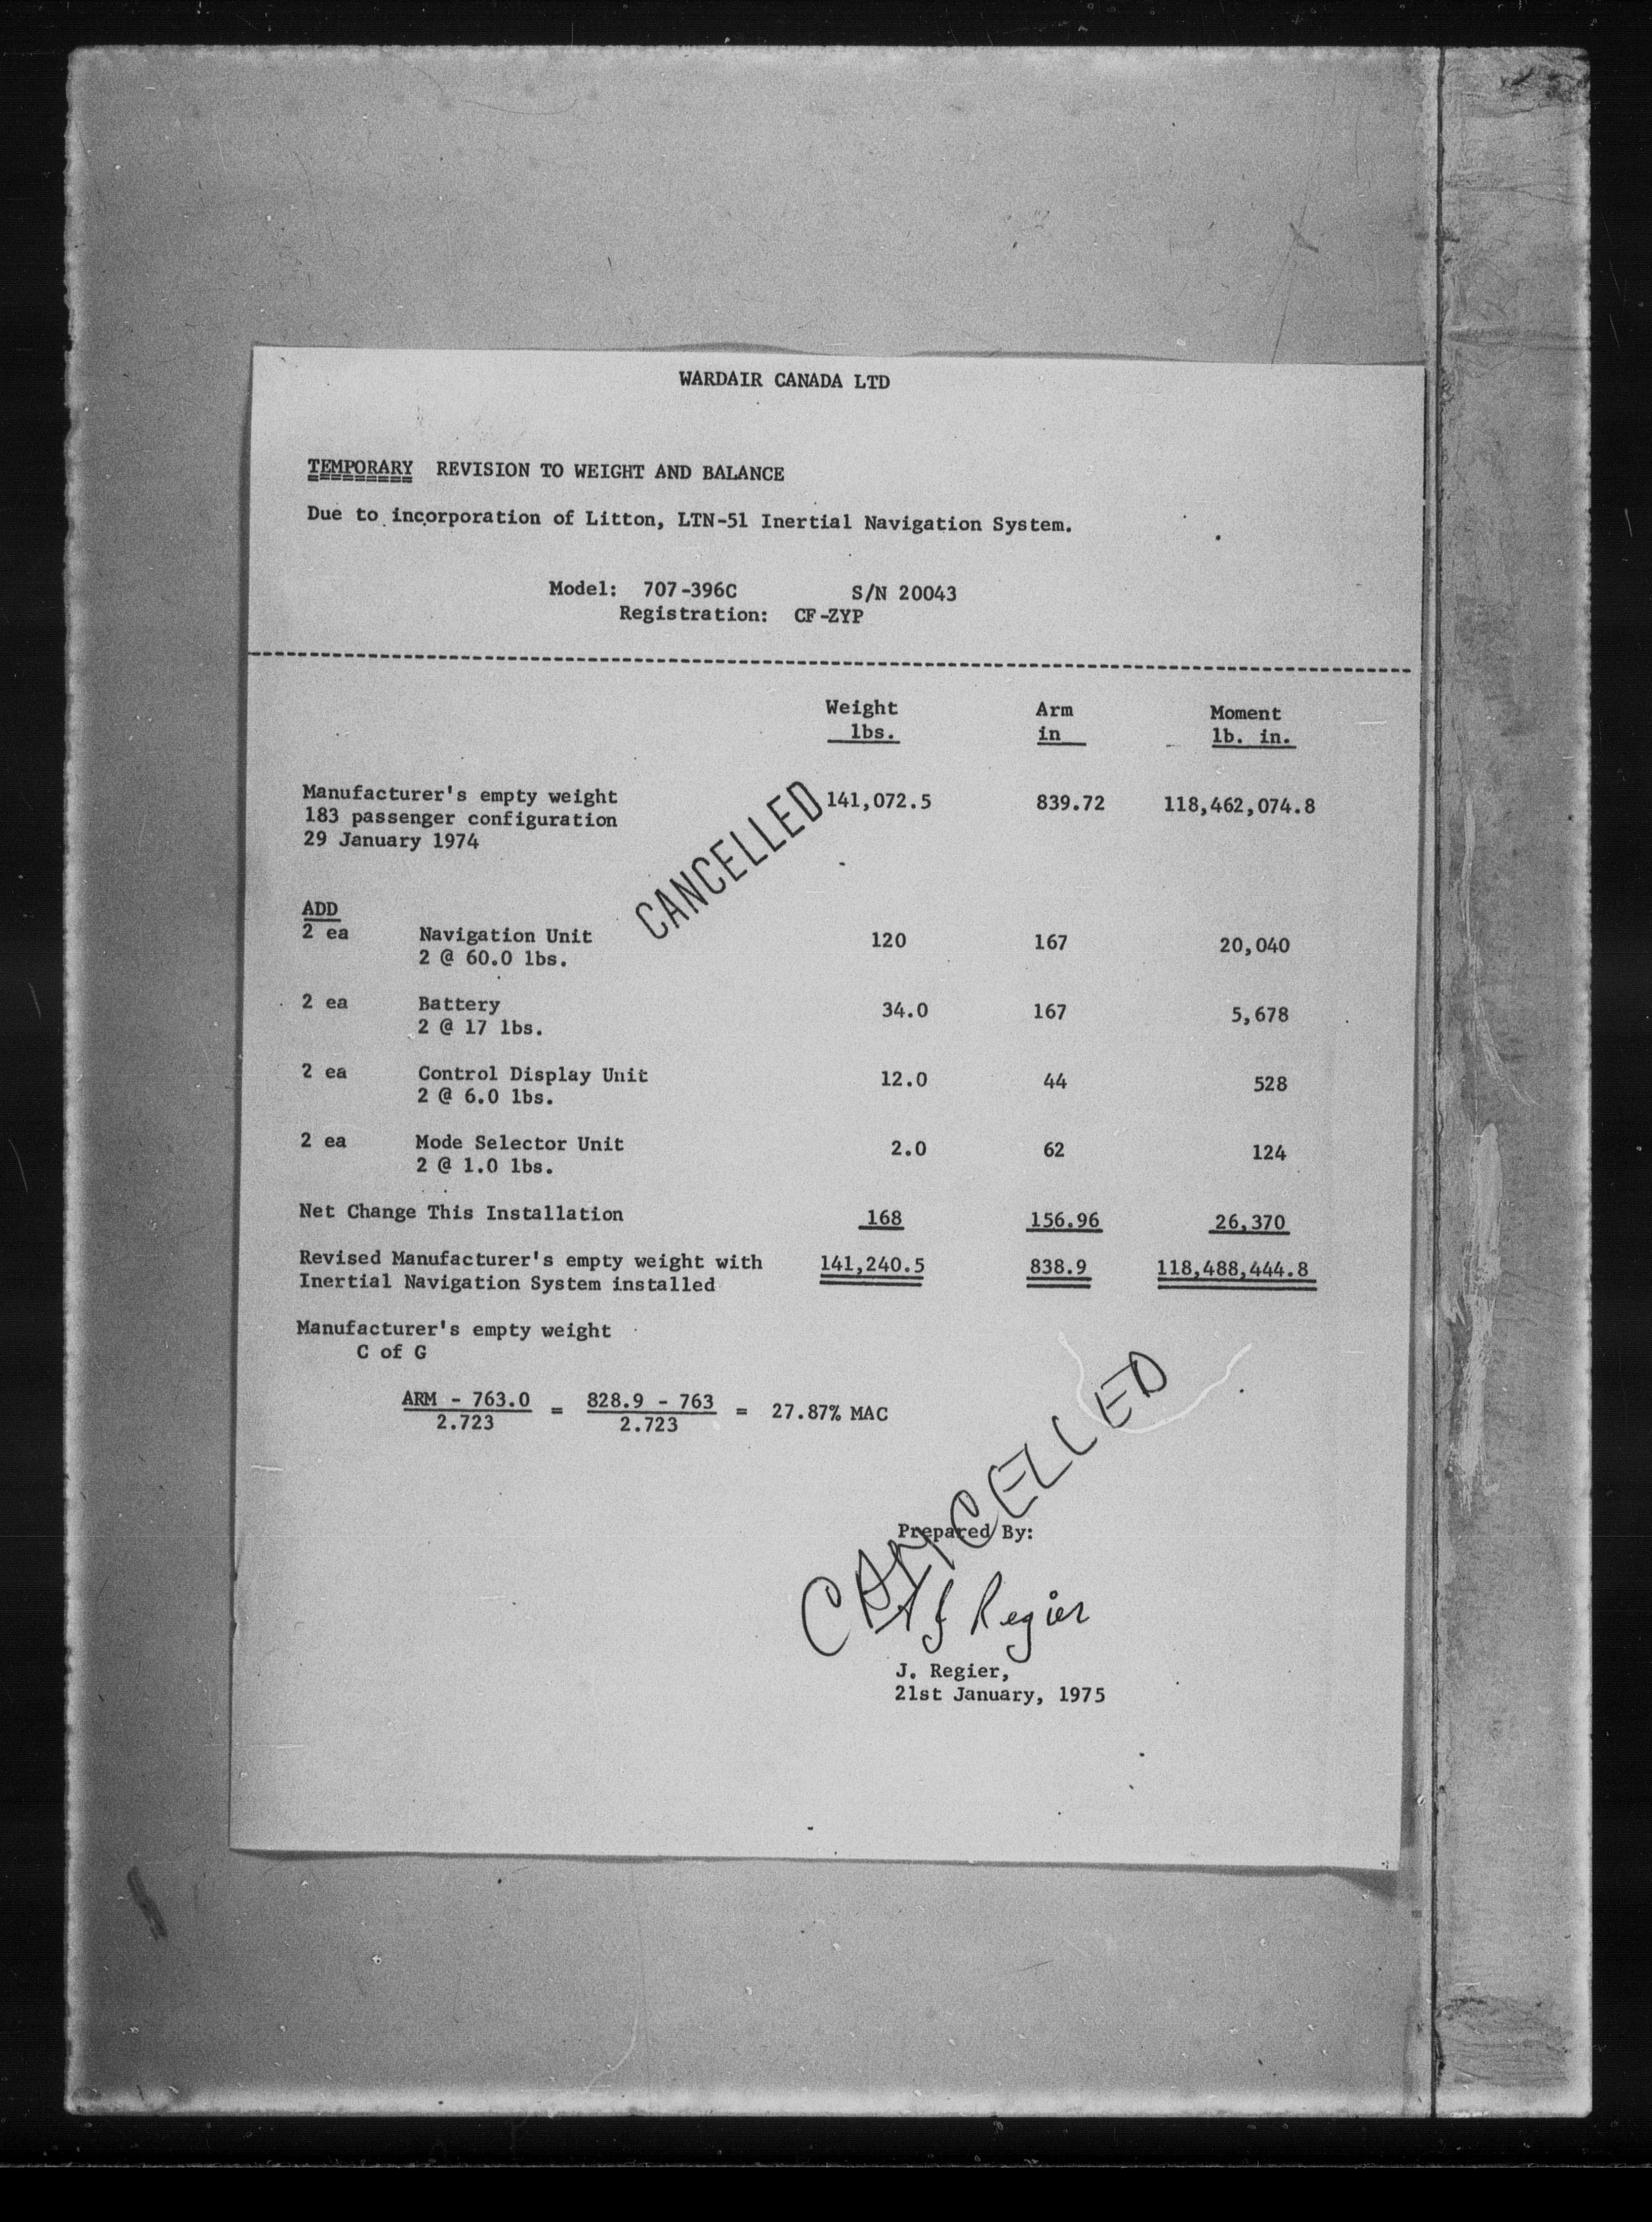 WARDAIR CANADA LTD
TEMPORARY REVISION TO WEIGHT AND BALANCE
Due to incorporation of Litton, LTN-51 Inertial Navigation System.
Model: 707-396C S/N 20043
Registration: CF-ZYP
Weight Arm Moment
lbs. in lb. in.
Manufacturer's empty weight 141,072.5 839.72 118,462,074.8
183 passenger configuration
29 January 1974
CANCELLED
ADD
2 ea Navigation Unit 120 167 20,040
2 @ 60.0 lbs.
2 ea Battery 34.0 167 5,678
2 @ 17 lbs.
2 ea Control Display Unit 12.0 44 528
2 @ 6.0 lbs.
2 ea Mode Selector Unit 2.0 62 124
2 @ 1.0 lbs.
Net Change This Installation 168 156.96 26,370
Revised Manufacturer's empty weight with 141,240.5 838.9 118,488,444.8
Inertial Navigation System installed
Manufacturer's empty weight
C of G
ARM - 763.0 = 828.9 - 763 = 27.87% MAC
2.723 2.723
CANCELLED
Prepared By:
J Regier
J. Regier,
21st January, 1975